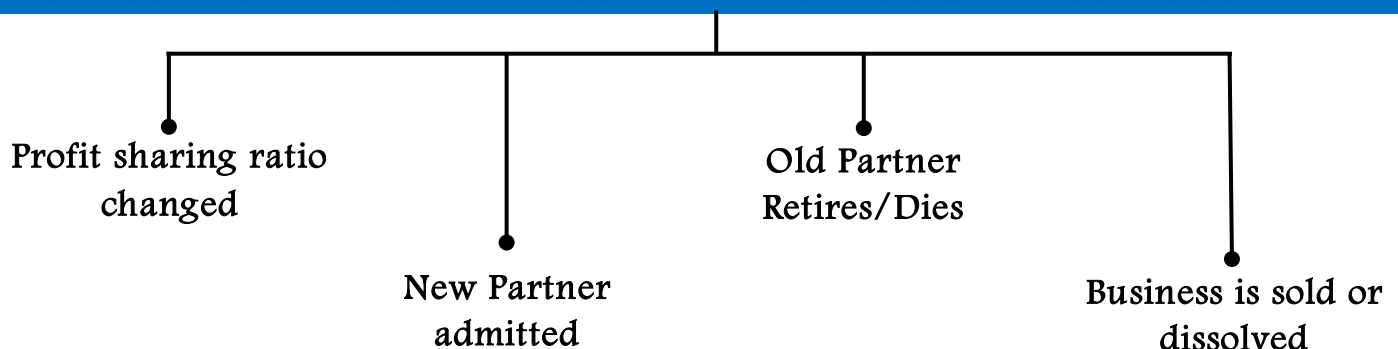 Profit sharing ratio
changed
New Partner
admitted
Old Partner
Retires/Dies
Business is sold or
dissolved